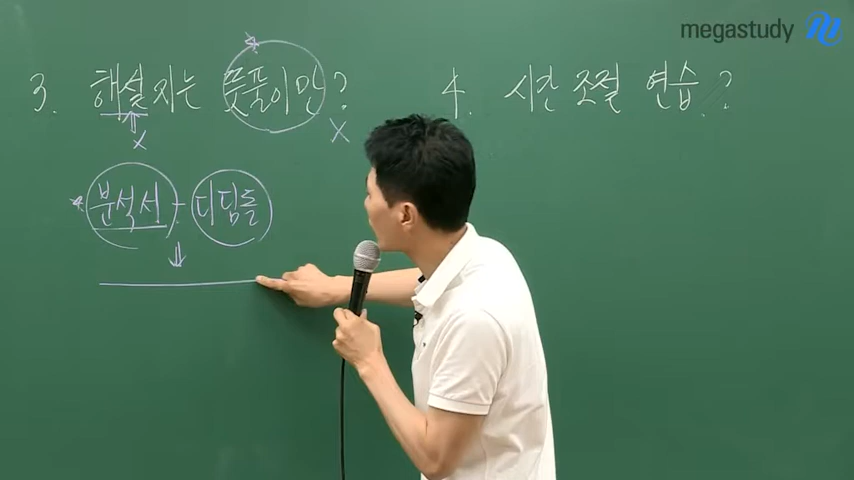 megastudy M
3. 해설지는 뜻풀이만?
4. 시간 조절 연습?
X X
분석서 - 디딤돌